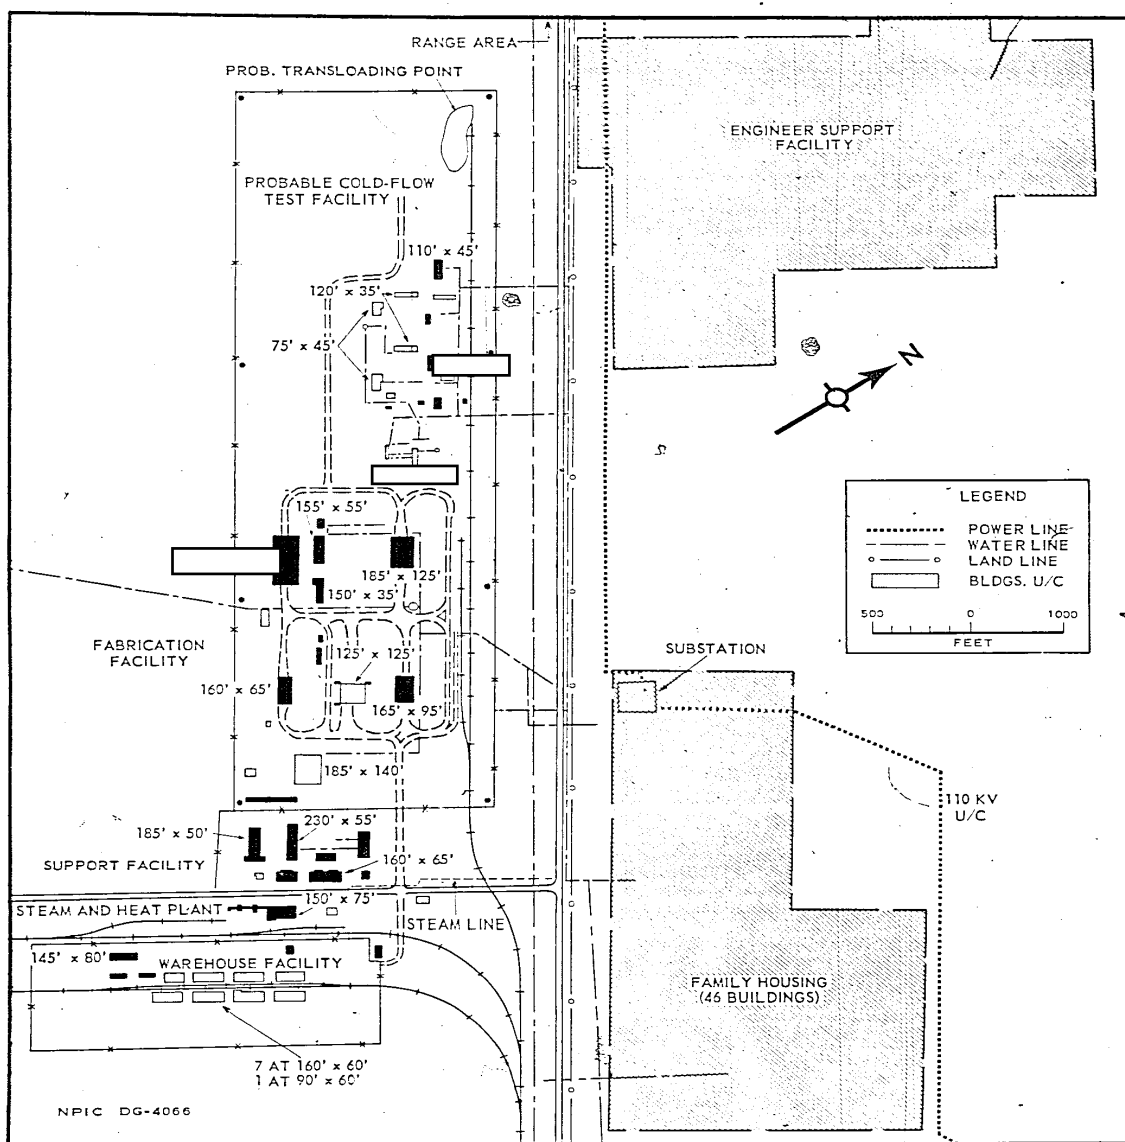 RANGE AREA
PROB. TRANSLOADING POINT
ENGINEER SUPPORT
FACILITY
PROBABLE COLD-FLOW
TEST FACILITY
110' x 45'
120' x 35'
75' x 45'
N
LEGEND
POWER LINE
WATER LINE
LAND LINE
BLDGS. U/C
500 0 1000
FEET
155' x 55'
185' x 125'
150' x 35'
FABRICATION
FACILITY
125' x 125'
SUBSTATION
160' x 65'
165' x 95'
185' x 140'
110 KV
U/C
230' x 55'
185' x 50'
SUPPORT FACILITY
160' x 65'
150' x 75'
STEAM AND HEAT PLANT
STEAM LINE
145' x 80'
WAREHOUSE FACILITY
FAMILY HOUSING
(46 BUILDINGS)
7 AT 160' x 60'
1 AT 90' x 60'
NPIC DG-4066